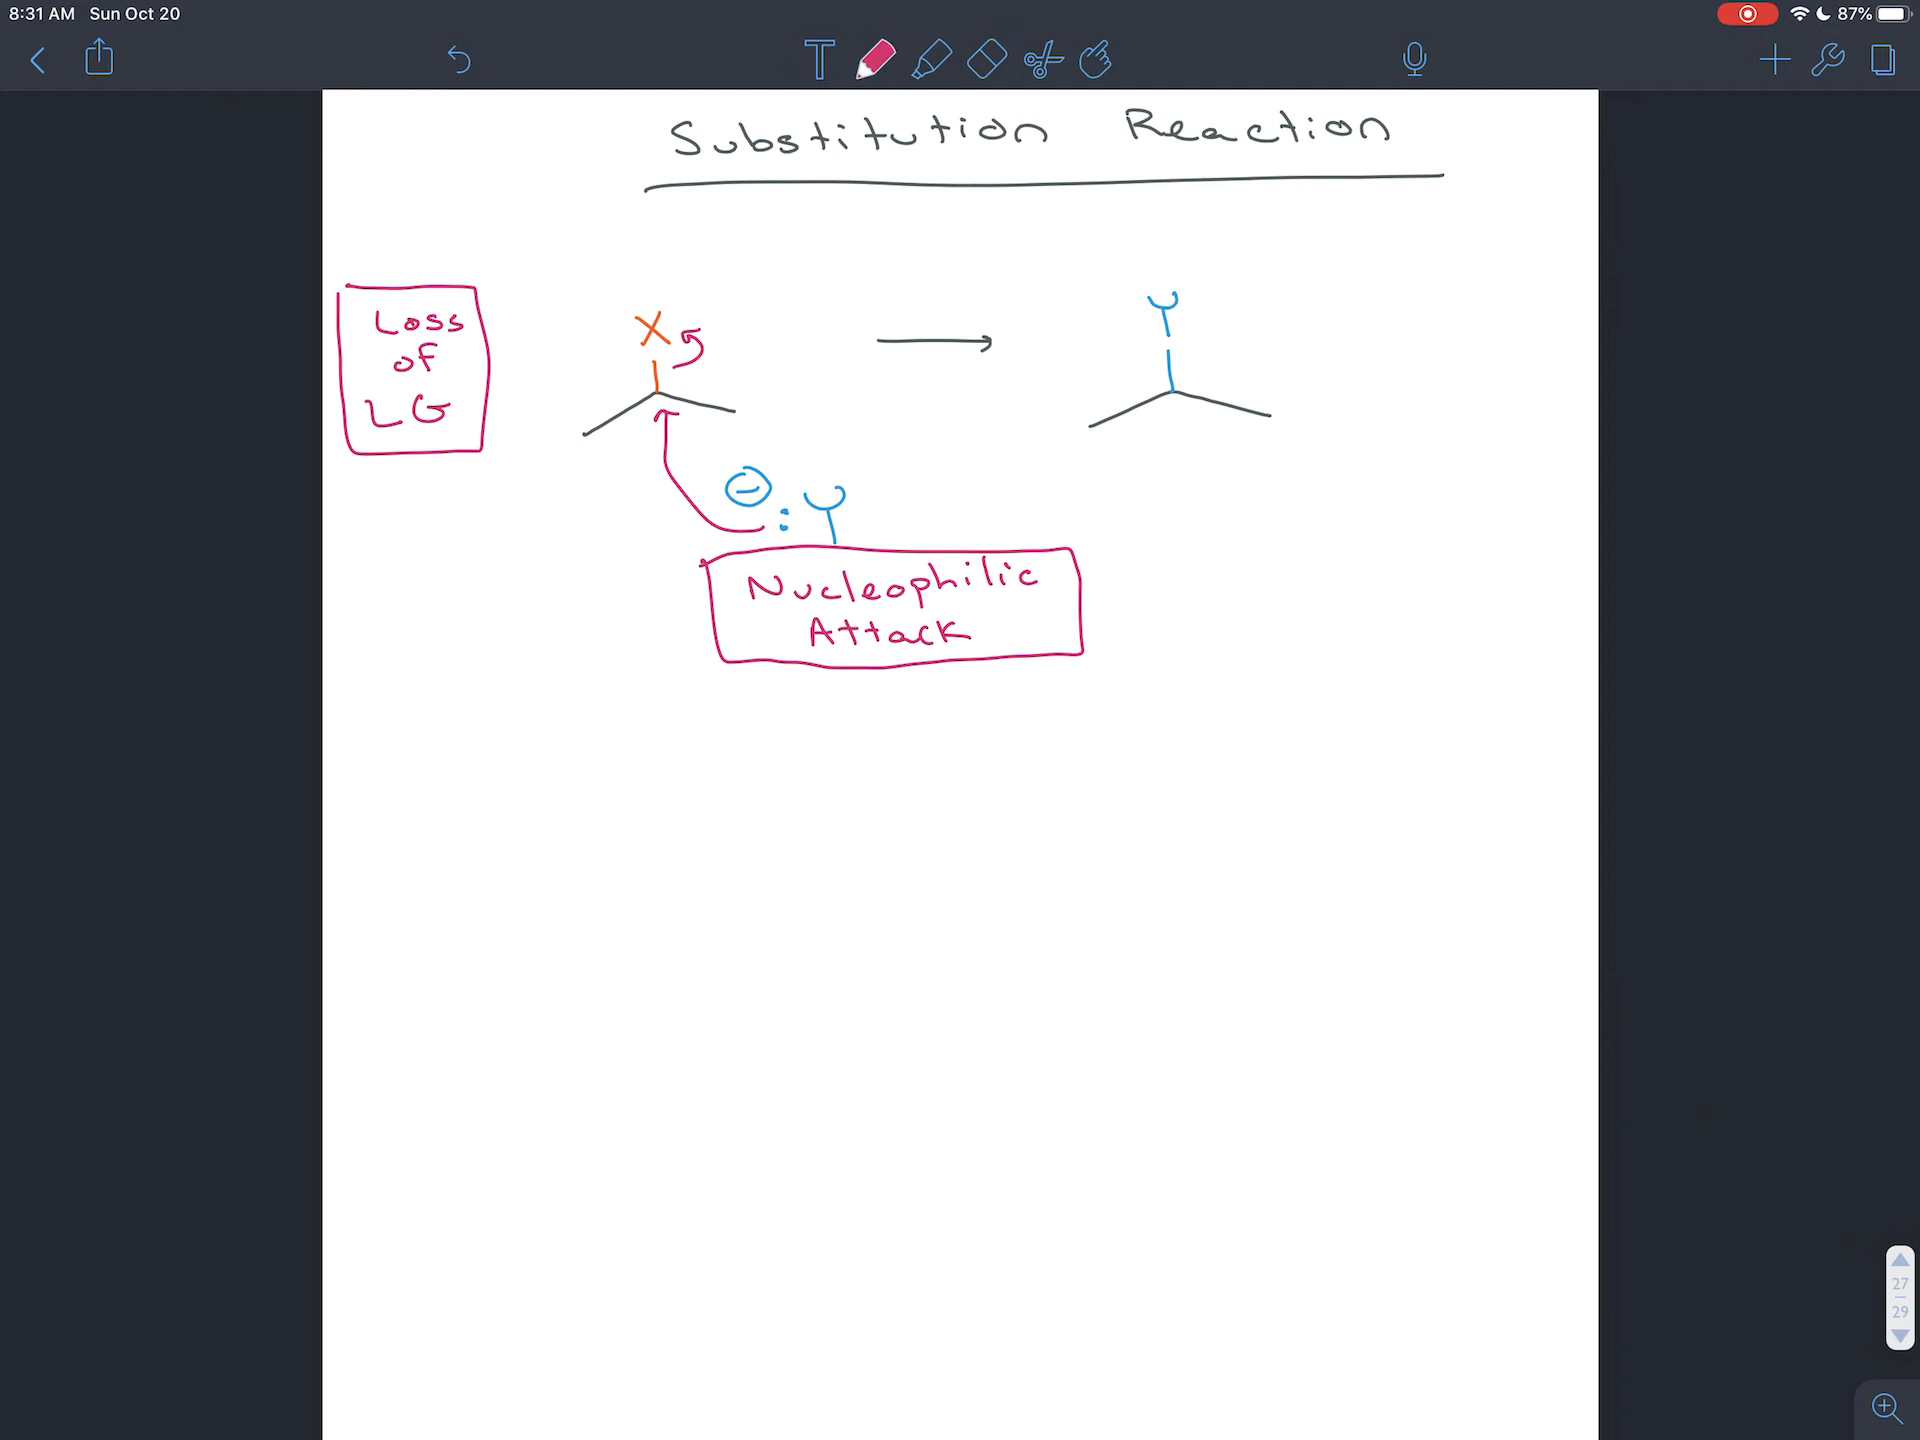 8:31 AM Sun Oct 20
87%
T
Substitution Reaction
Loss
of
LG
X
Y
⊖ : Y
Nucleophilic
Attack
27
29